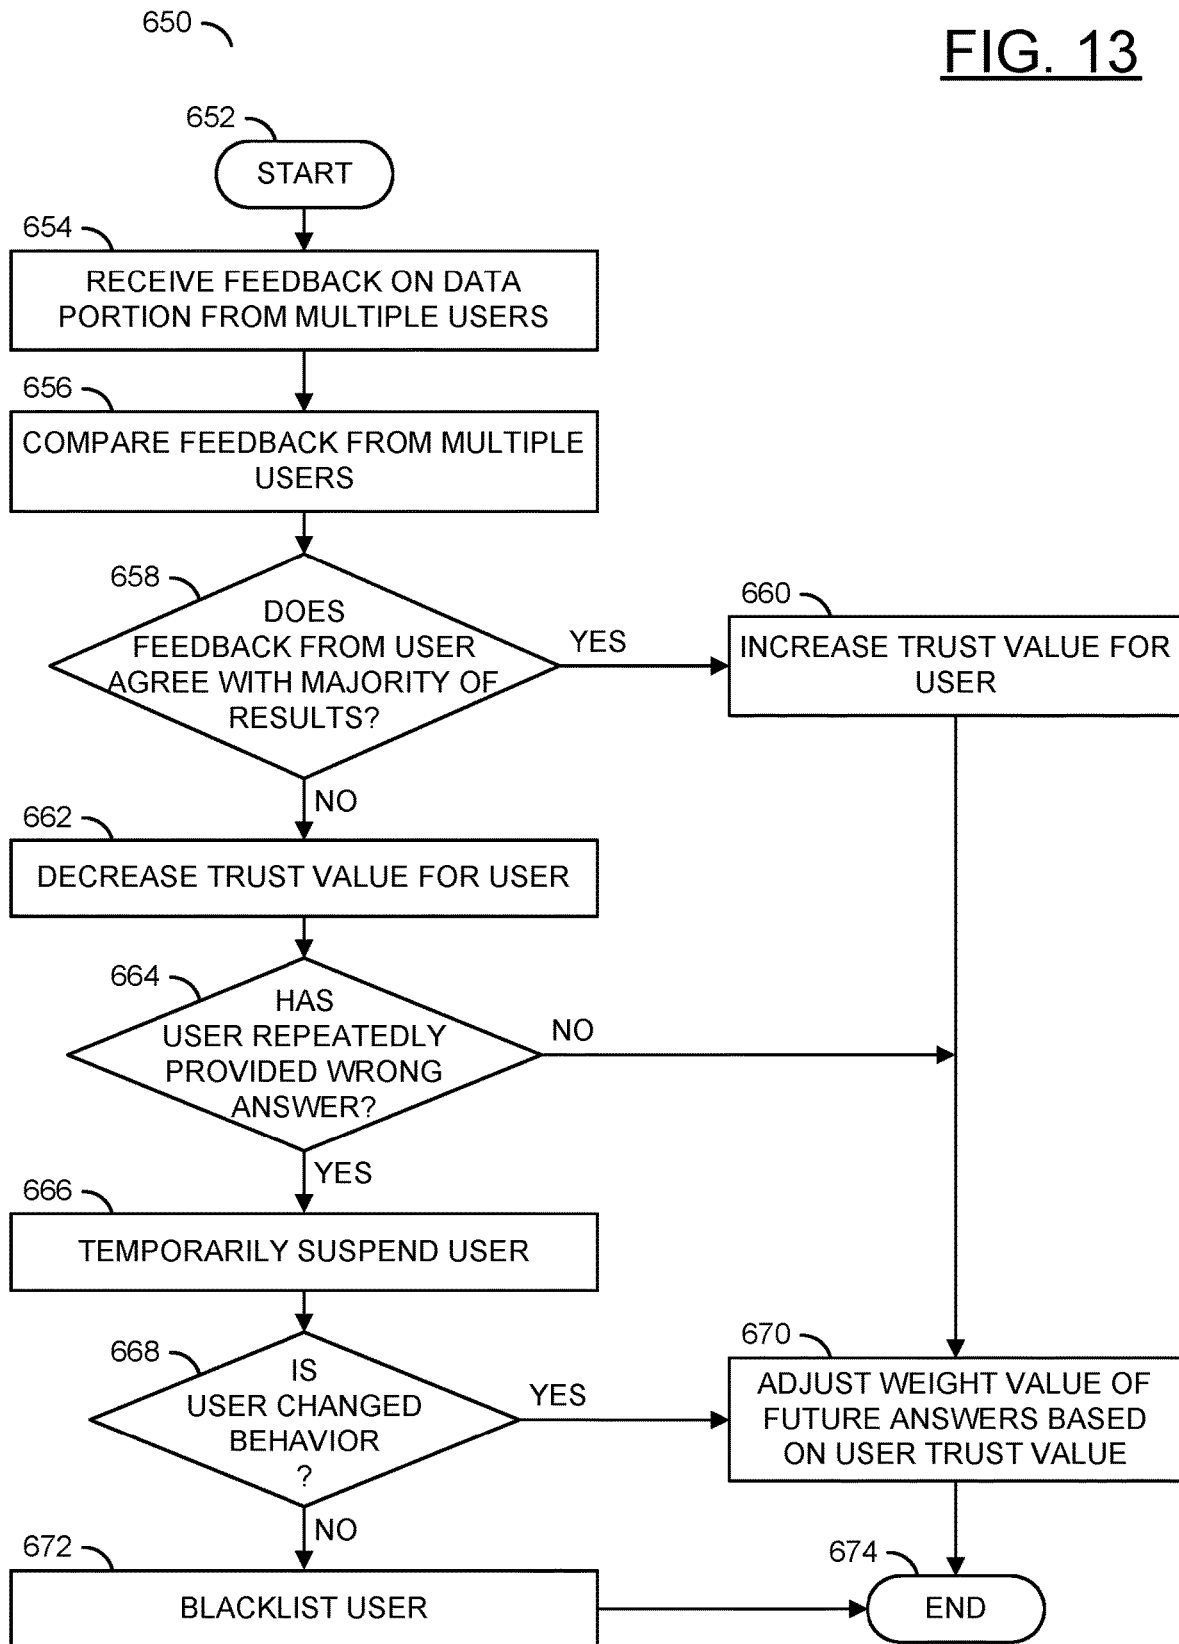 650
FIG. 13
652
START
654
RECEIVE FEEDBACK ON DATA
PORTION FROM MULTIPLE USERS
656
COMPARE FEEDBACK FROM MULTIPLE
USERS
658
DOES
FEEDBACK FROM USER
AGREE WITH MAJORITY OF
RESULTS?
YES
660
INCREASE TRUST VALUE FOR
USER
NO
662
DECREASE TRUST VALUE FOR USER
664
HAS
USER REPEATEDLY
PROVIDED WRONG
ANSWER?
NO
YES
666
TEMPORARILY SUSPEND USER
668
IS
USER CHANGED
BEHAVIOR
?
YES
670
ADJUST WEIGHT VALUE OF
FUTURE ANSWERS BASED
ON USER TRUST VALUE
NO
672
BLACKLIST USER
674
END